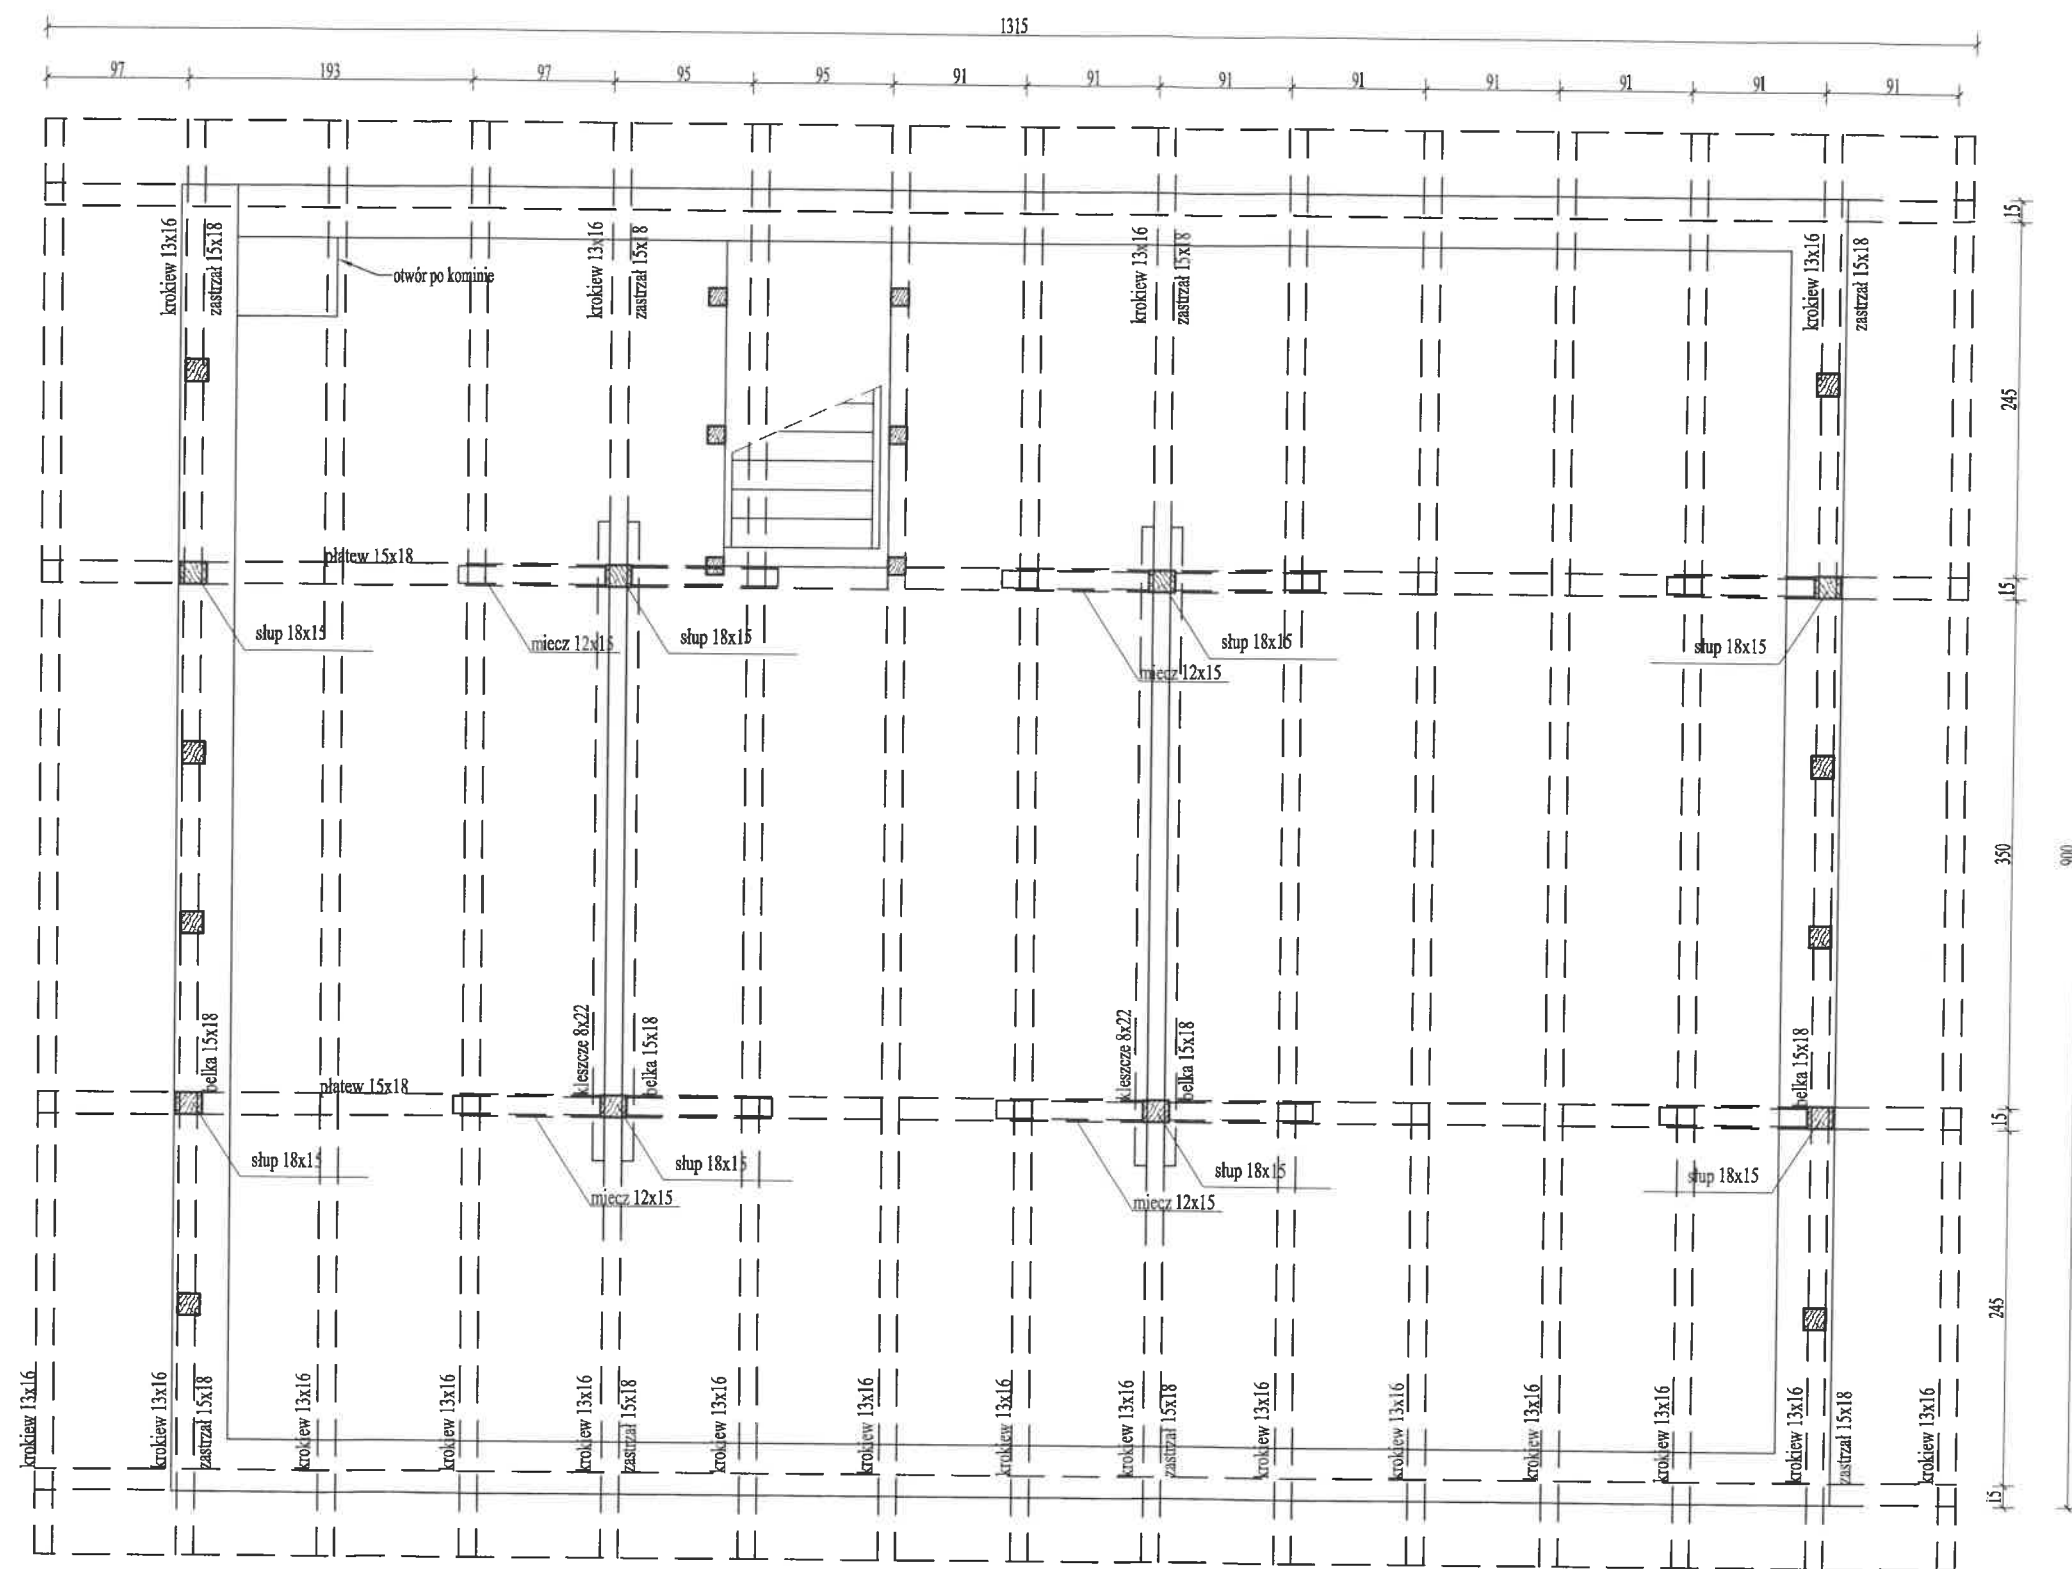 1315
97 193 97 95 95 91 91 91 91 91 91 91 91
krokiew 13x16
zastrzał 15x18
krokiew 13x16
zastrzał 15x18
krokiew 13x16
zastrzał 15x18
krokiew 13x16
zastrzał 15x18
15
otwór po kominie
245
płatew 15x18
15
słup 18x15
miecz 12x15
słup 18x15
miecz 12x15
słup 18x15
słup 18x15
350
900
belka 15x18
kleszcze 8x22
belka 15x18
kleszcze 8x22
belka 15x18
belka 15x18
płatew 15x18
15
słup 18x15
miecz 12x15
słup 18x15
miecz 12x15
słup 18x15
słup 18x15
245
krokiew 13x16
krokiew 13x16
zastrzał 15x18
krokiew 13x16
krokiew 13x16
krokiew 13x16
zastrzał 15x18
krokiew 13x16
krokiew 13x16
krokiew 13x16
krokiew 13x16
zastrzał 15x18
krokiew 13x16
krokiew 13x16
krokiew 13x16
krokiew 13x16
krokiew 13x16
zastrzał 15x18
krokiew 13x16
15